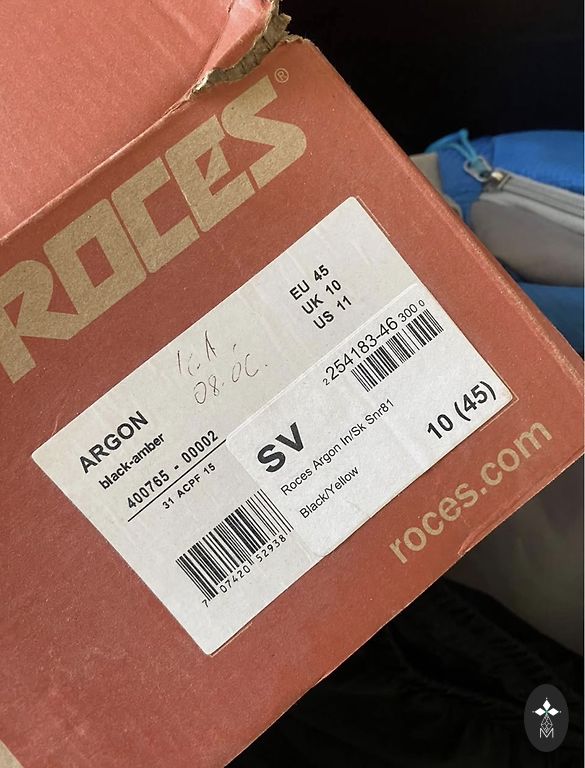 ROCES®
EU 45
UK 10
US 11
08.06.
ARGON
black-amber
400765 - 00002
31 ACPF 15
7 07420 52938
2 254183-46 300 0
SV
Roces Argon In/Sk Snr81
Black/Yellow
10 (45)
roces.com
M